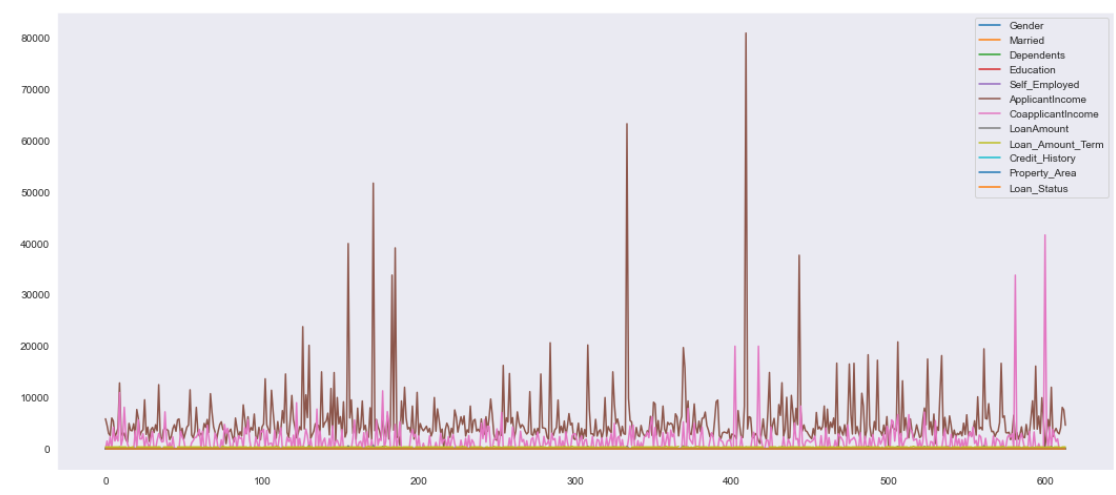 Gender
Married
Dependents
Education
Self_Employed
ApplicantIncome
CoapplicantIncome
LoanAmount
Loan_Amount_Term
Credit_History
Property_Area
Loan_Status
80000
70000
60000
50000
40000
30000
20000
10000
0
0 100 200 300 400 500 600